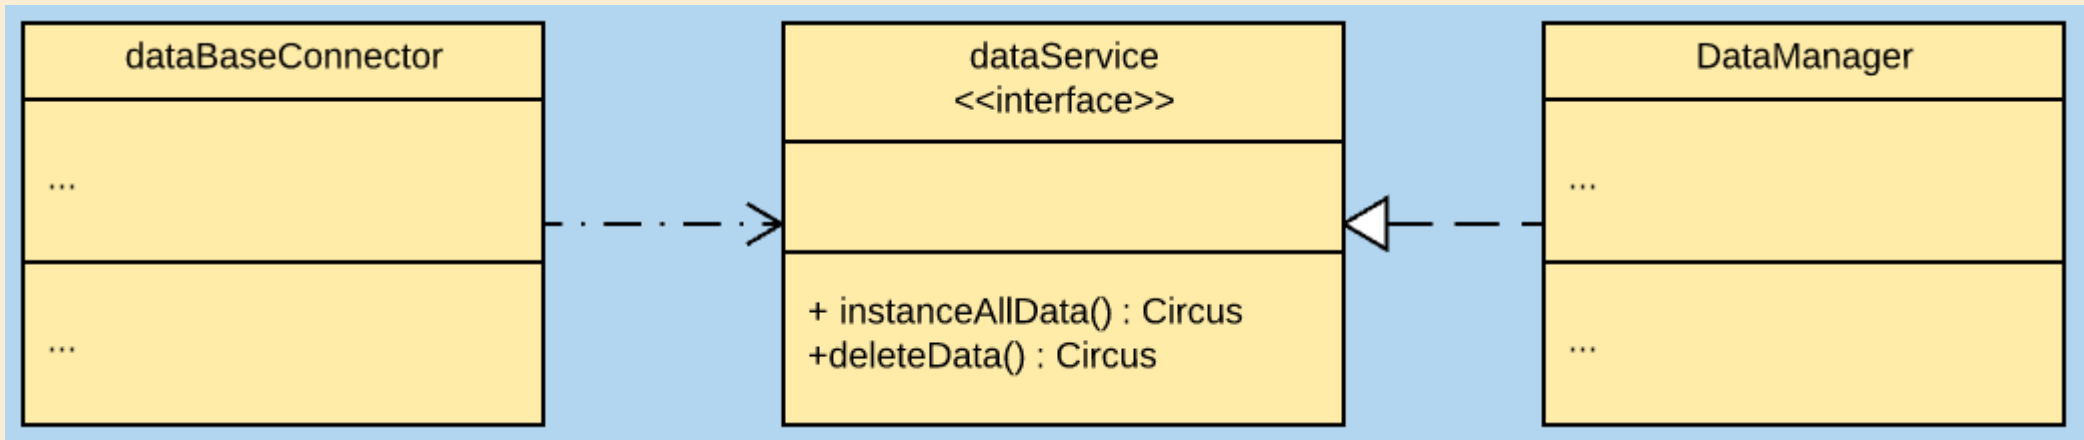 dataBaseConnector
...
...
dataService
<<interface>>
+ instanceAllData() : Circus
+deleteData() : Circus
DataManager
...
...